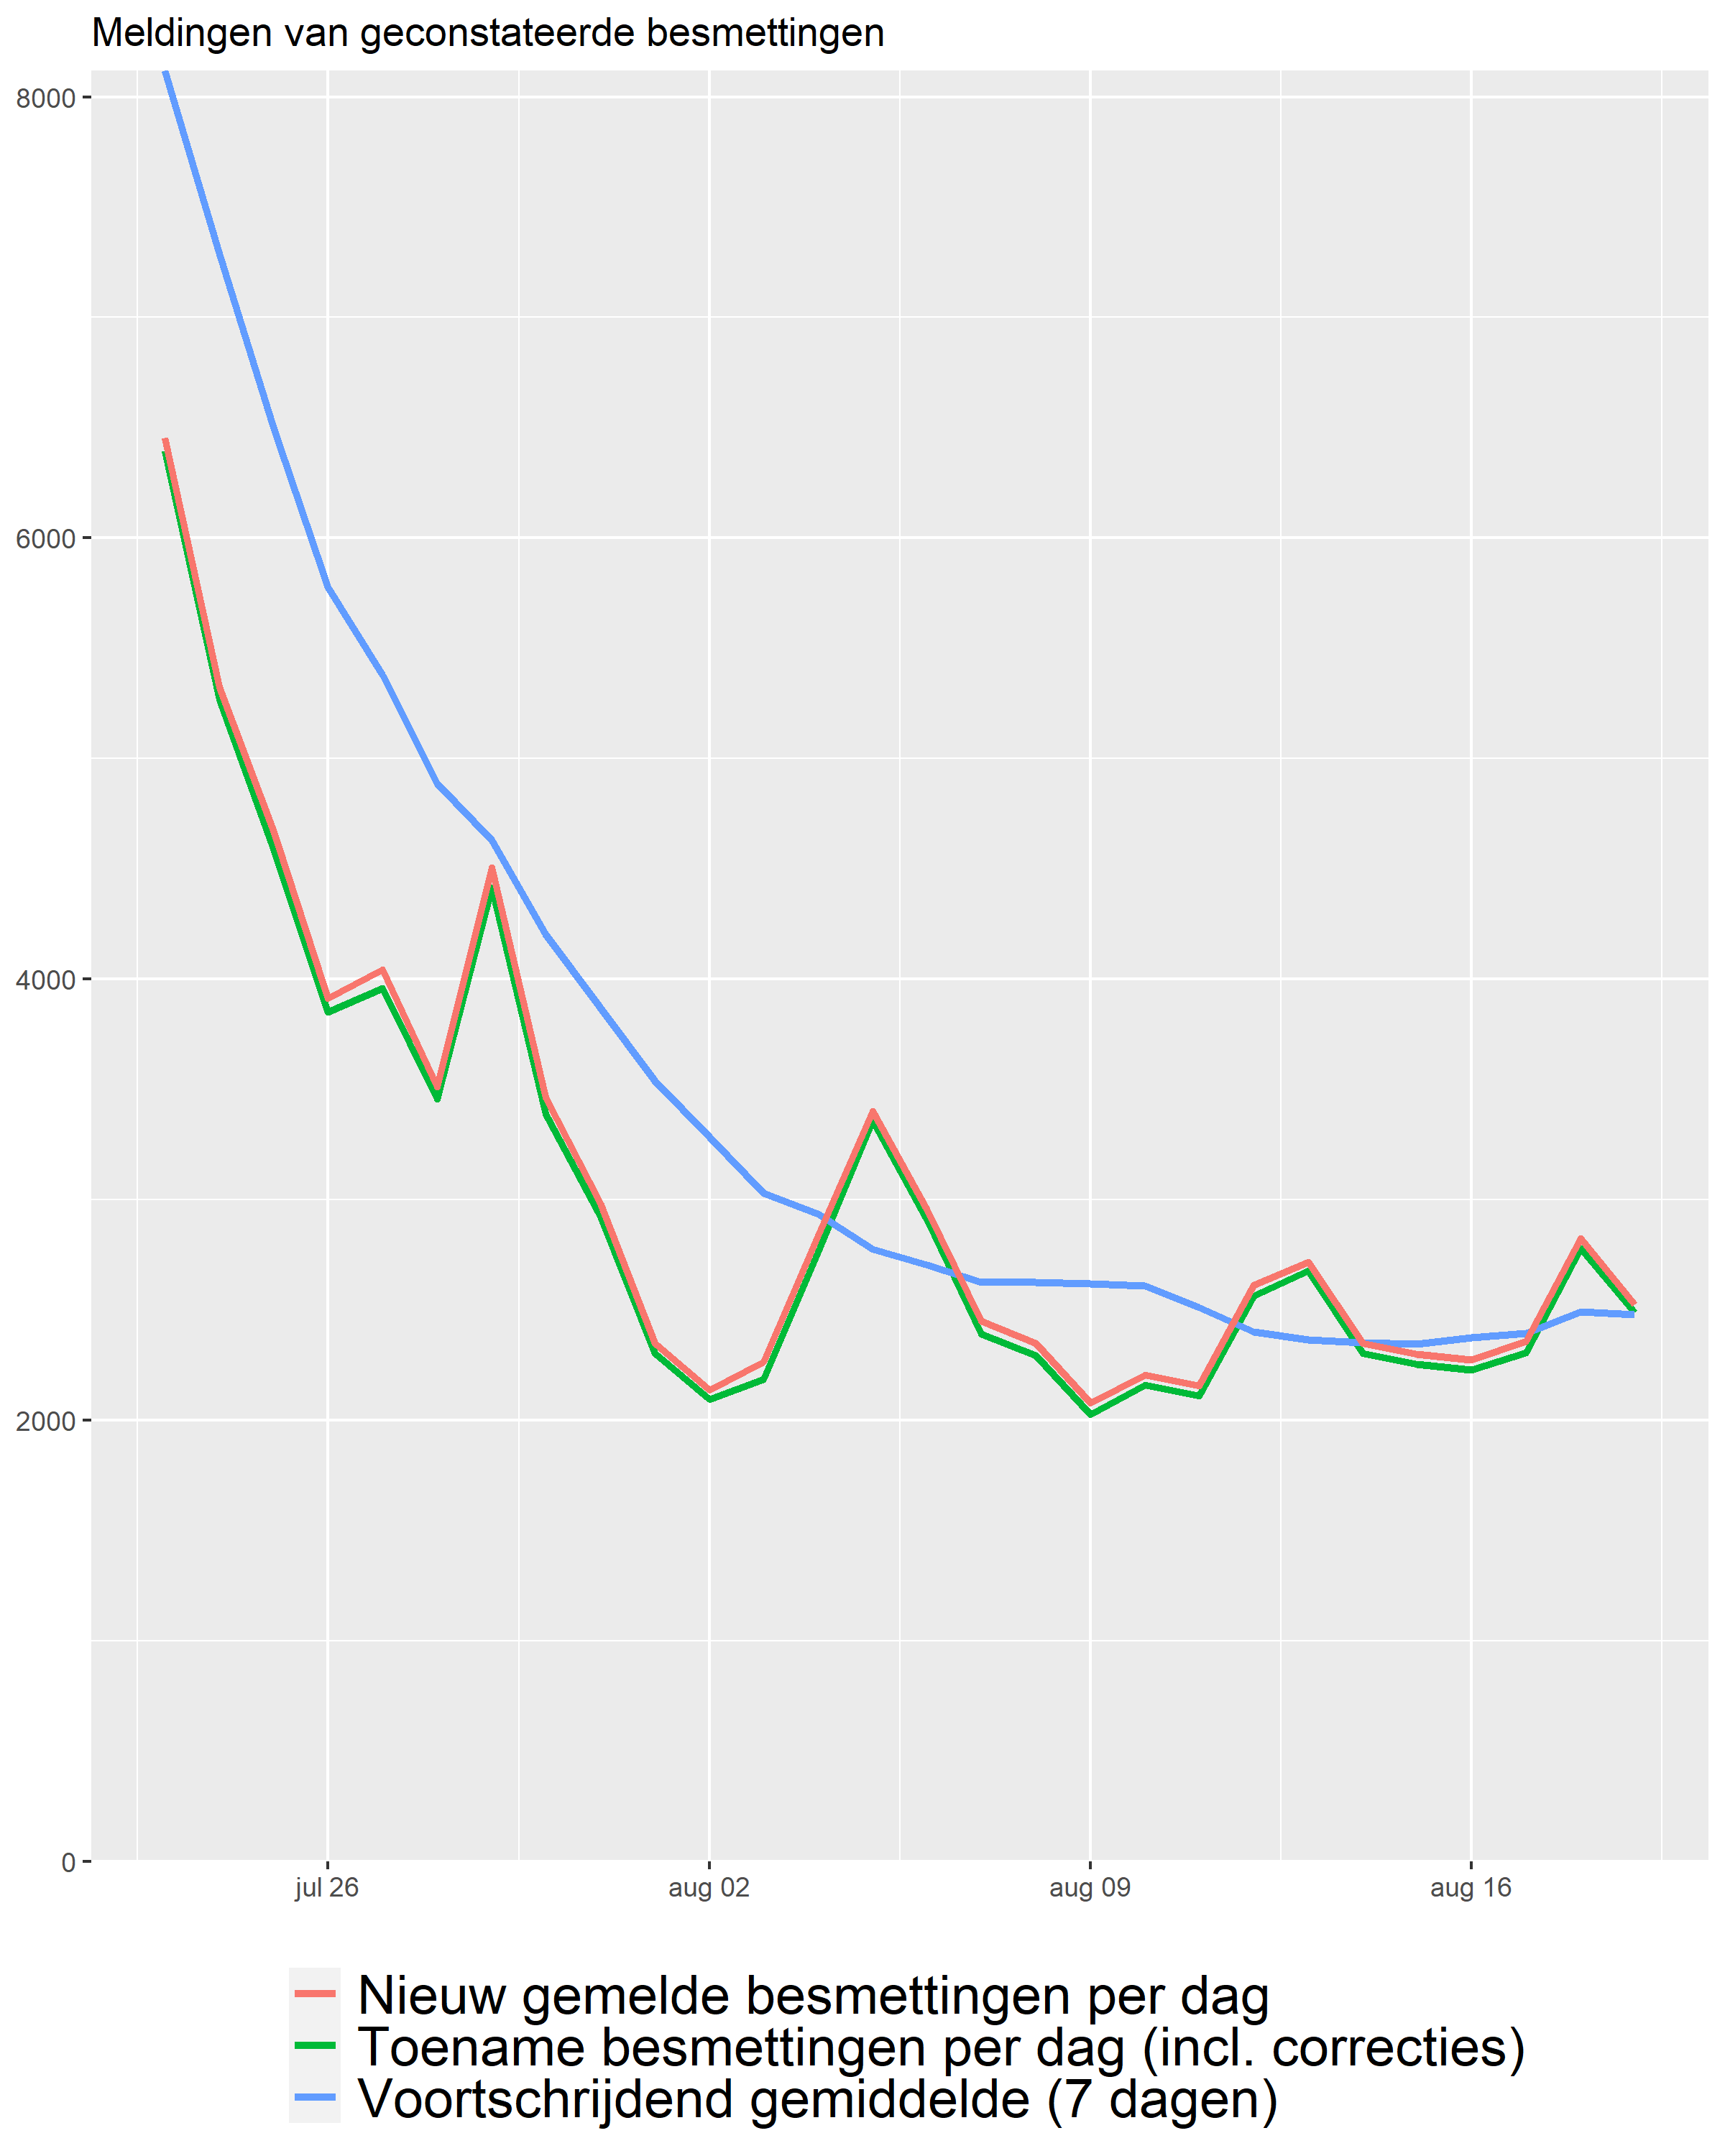 Meldingen van geconstateerde besmettingen
8000
6000
4000
2000
0
jul 26 aug 02 aug 09 aug 16
Nieuw gemelde besmettingen per dag
Toename besmettingen per dag (incl. correcties)
Voortschrijdend gemiddelde (7 dagen)